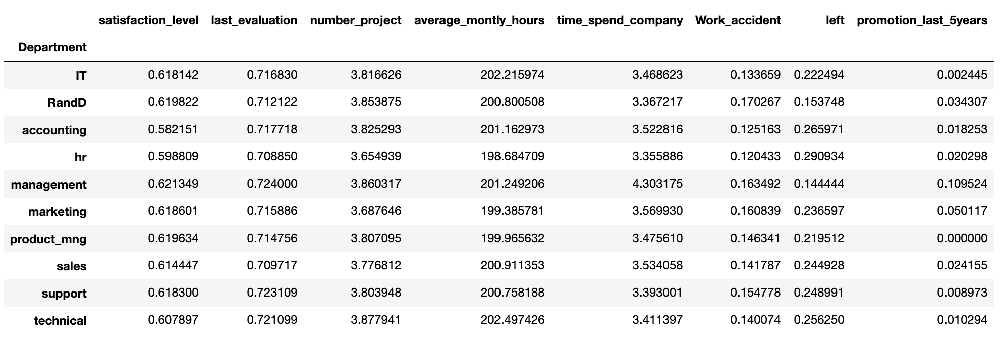 satisfaction_level last_evaluation number_project average_montly_hours time_spend_company Work_accident left promotion_last_5years
Department
IT 0.618142 0.716830 3.816626 202.215974 3.468623 0.133659 0.222494 0.002445
RandD 0.619822 0.712122 3.853875 200.800508 3.367217 0.170267 0.153748 0.034307
accounting 0.582151 0.717718 3.825293 201.162973 3.522816 0.125163 0.265971 0.018253
hr 0.598809 0.708850 3.654939 198.684709 3.355886 0.120433 0.290934 0.020298
management 0.621349 0.724000 3.860317 201.249206 4.303175 0.163492 0.144444 0.109524
marketing 0.618601 0.715886 3.687646 199.385781 3.569930 0.160839 0.236597 0.050117
product_mng 0.619634 0.714756 3.807095 199.965632 3.475610 0.146341 0.219512 0.000000
sales 0.614447 0.709717 3.776812 200.911353 3.534058 0.141787 0.244928 0.024155
support 0.618300 0.723109 3.803948 200.758188 3.393001 0.154778 0.248991 0.008973
technical 0.607897 0.721099 3.877941 202.497426 3.411397 0.140074 0.256250 0.010294